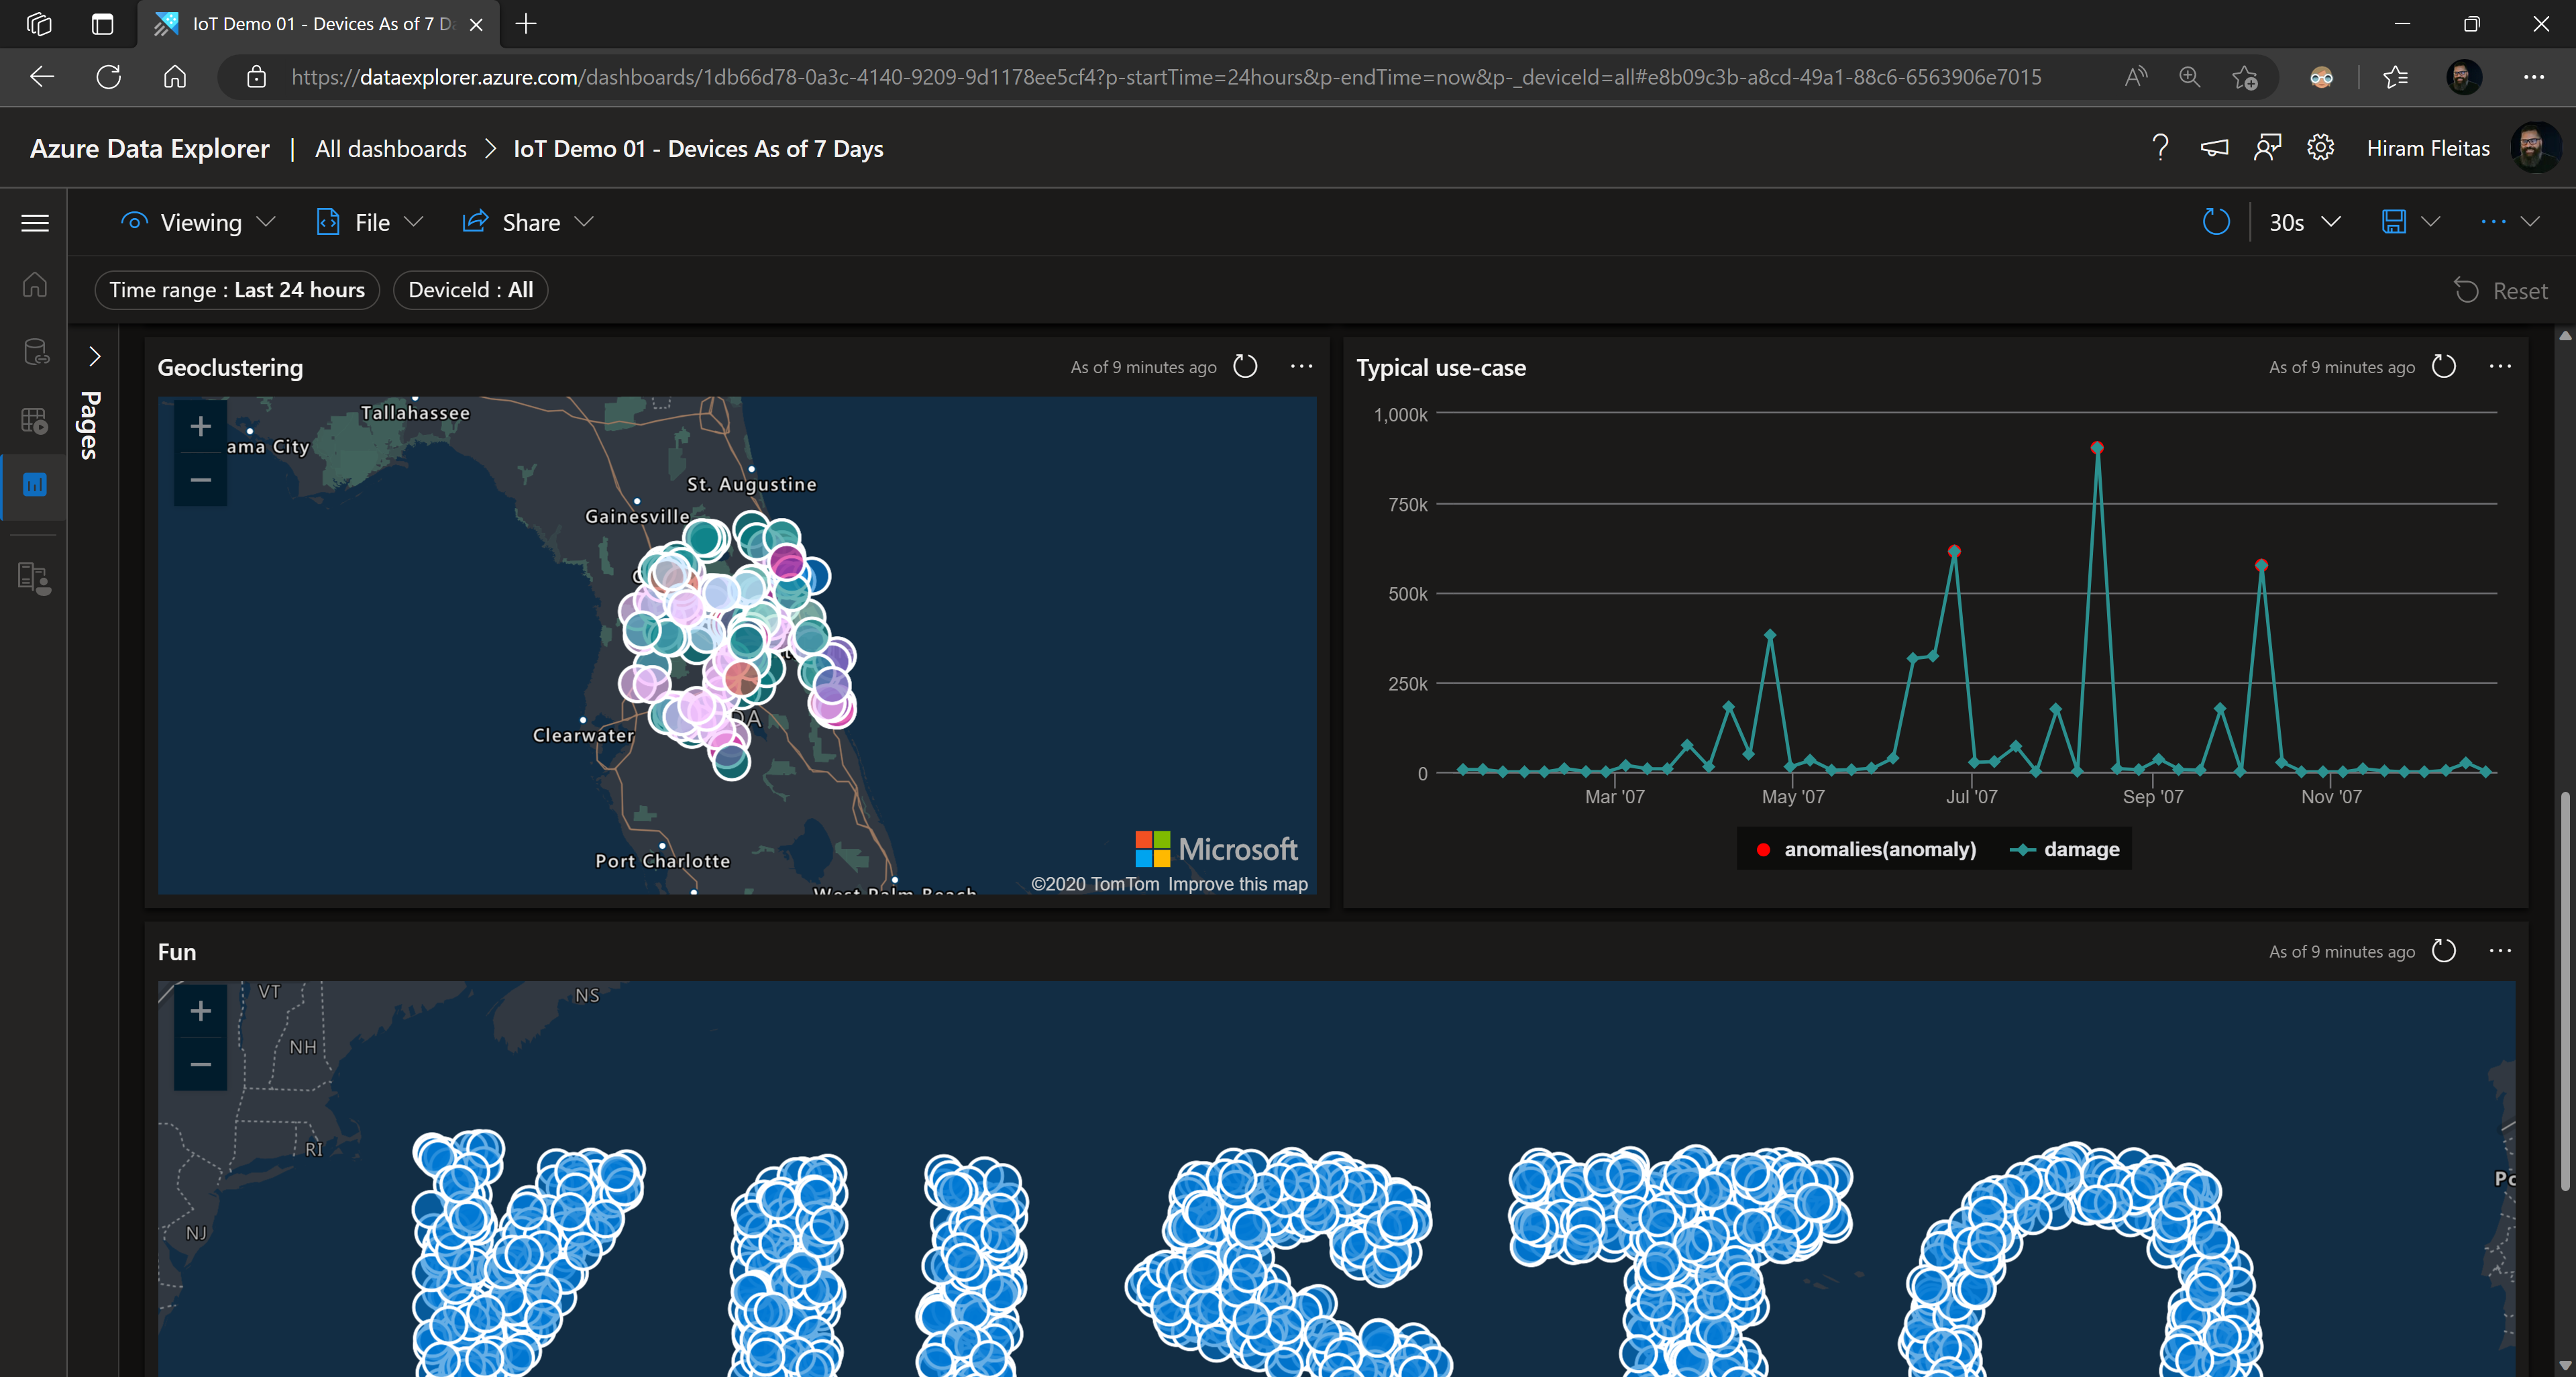 IoT Demo 01 - Devices As of 7 Da
https://dataexplorer.azure.com/dashboards/1db66d78-0a3c-4140-9209-9d1178ee5cf4?p-startTime=24hours&p-endTime=now&p-_deviceId=all#e8b09c3b-a8cd-49a1-88c6-6563906e7015
Azure Data Explorer | All dashboards > IoT Demo 01 - Devices As of 7 Days
Hiram Fleitas
Viewing File Share 30s
Time range : Last 24 hours DeviceId : All Reset
Pages
Geoclustering As of 9 minutes ago
Tallahassee
ama City
St. Augustine
Gainesville
DA
Clearwater
Port Charlotte
West Palm Beach
Microsoft
©2020 TomTom Improve this map
Typical use-case As of 9 minutes ago
1,000k
750k
500k
250k
0
Mar '07 May '07 Jul '07 Sep '07 Nov '07
anomalies(anomaly) damage
Fun As of 9 minutes ago
VT NS
NH
RI
Po
NJ
KUSTO